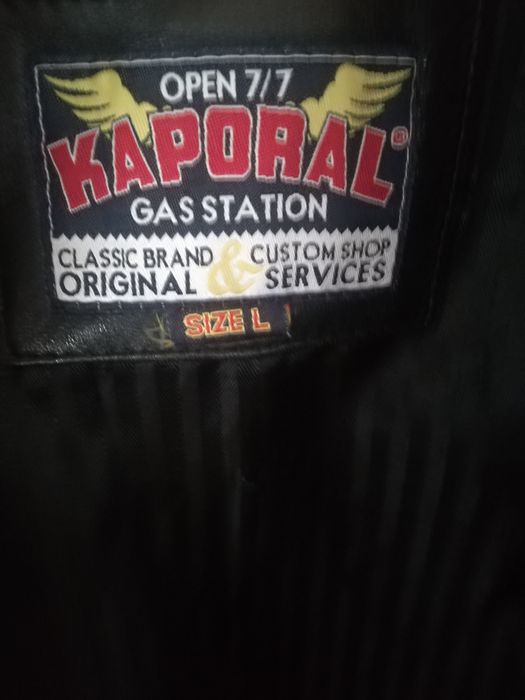 OPEN 7/7
KAPORAL®
GAS STATION
CLASSIC BRAND & CUSTOM SHOP
ORIGINAL SERVICES
SIZE L